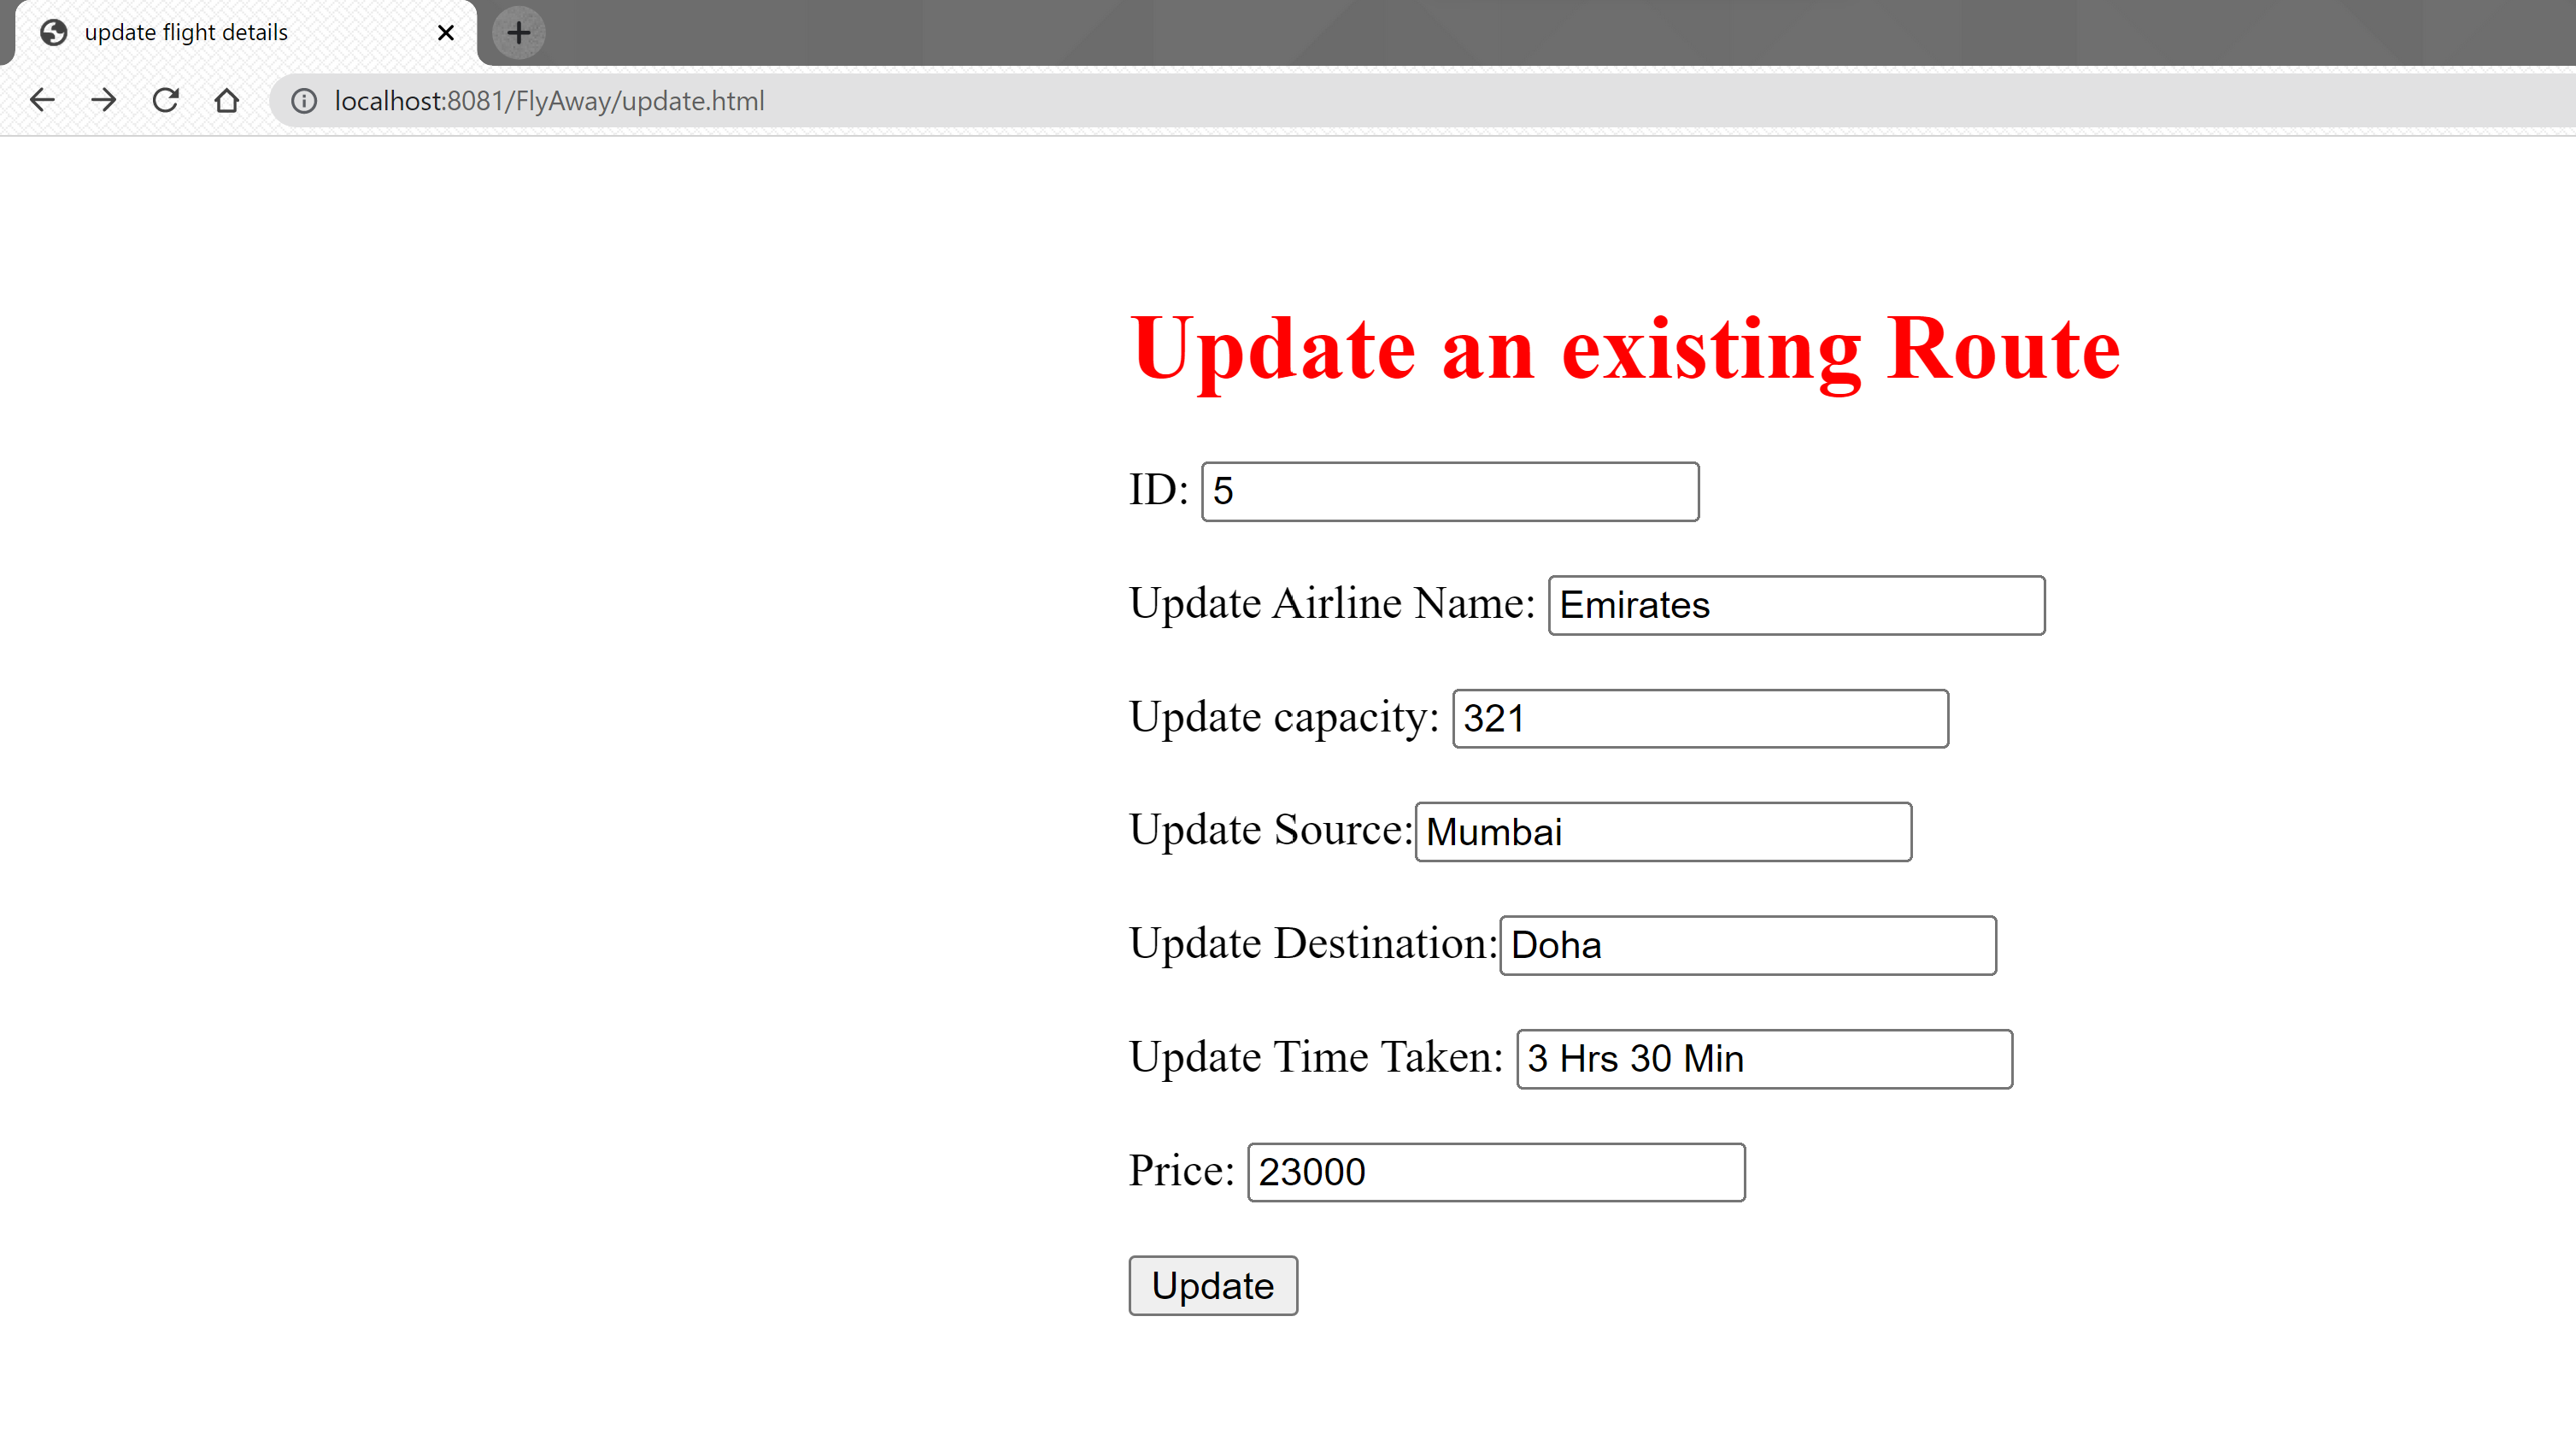 update flight details
localhost:8081/FlyAway/update.html
Update an existing Route
ID: 5
Update Airline Name: Emirates
Update capacity: 321
Update Source: Mumbai
Update Destination: Doha
Update Time Taken: 3 Hrs 30 Min
Price: 23000
Update